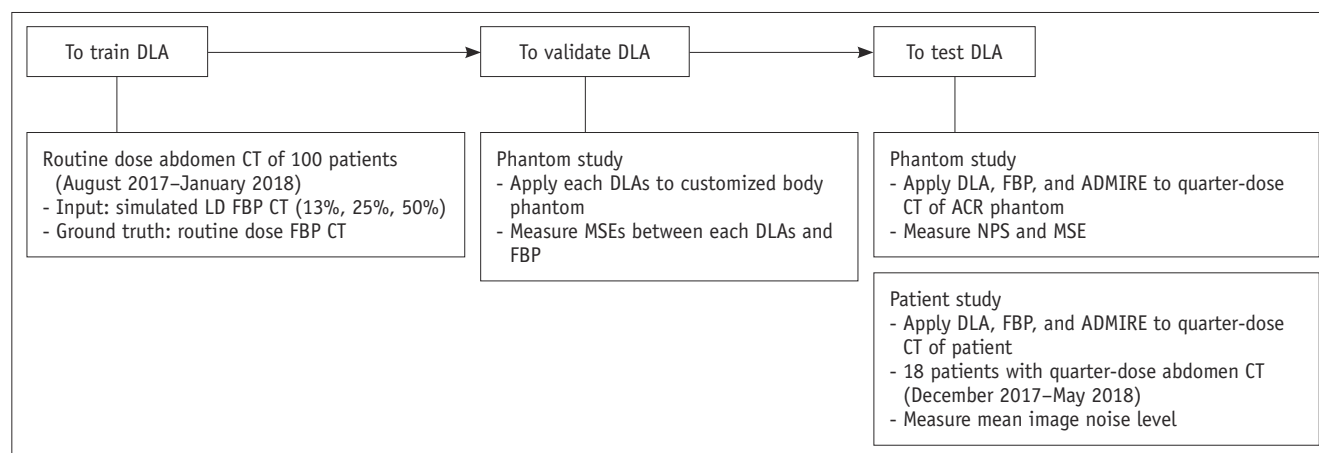 To train DLA
To validate DLA
To test DLA
Routine dose abdomen CT of 100 patients
(August 2017–January 2018)
- Input: simulated LD FBP CT (13%, 25%, 50%)
- Ground truth: routine dose FBP CT
Phantom study
- Apply each DLAs to customized body
phantom
- Measure MSEs between each DLAs and
FBP
Phantom study
- Apply DLA, FBP, and ADMIRE to quarter-dose
CT of ACR phantom
- Measure NPS and MSE
Patient study
- Apply DLA, FBP, and ADMIRE to quarter-dose
CT of patient
- 18 patients with quarter-dose abdomen CT
(December 2017–May 2018)
- Measure mean image noise level